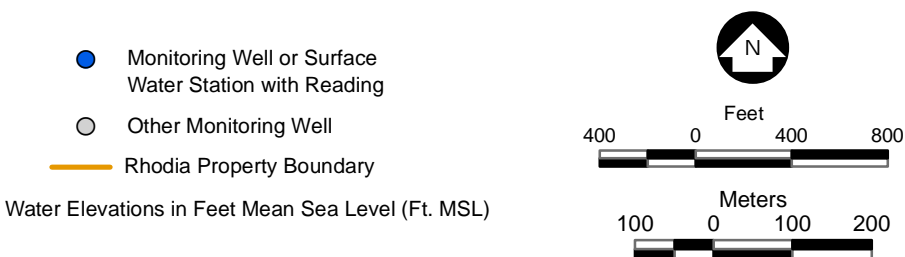 Monitoring Well or Surface
Water Station with Reading
Other Monitoring Well
Rhodia Property Boundary
Water Elevations in Feet Mean Sea Level (Ft. MSL)
N
Feet
400 0 400 800
Meters
100 0 100 200